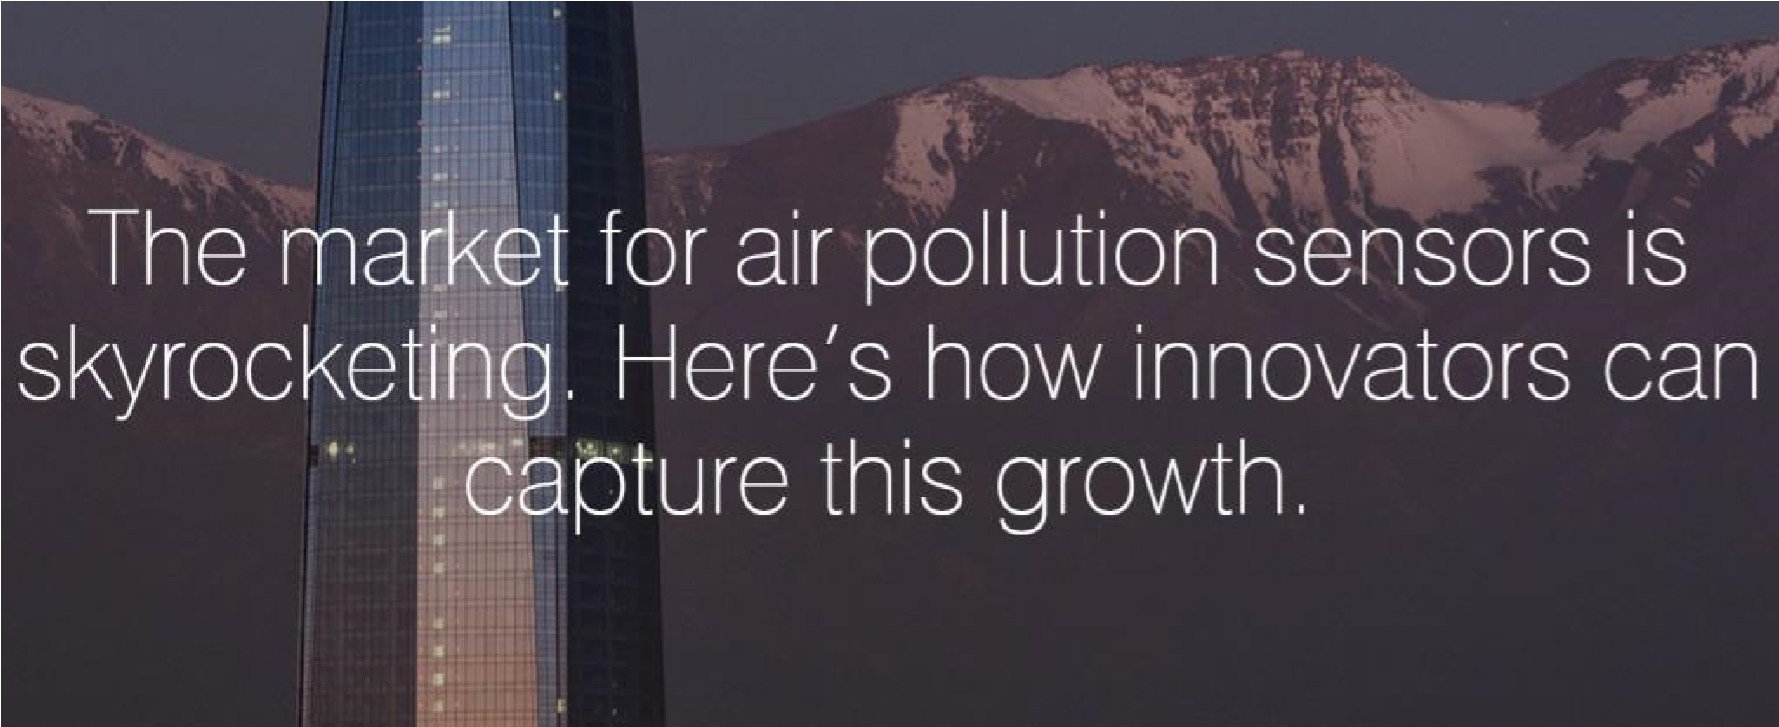 The market for air pollution sensors is
skyrocketing. Here's how innovators can
capture this growth.